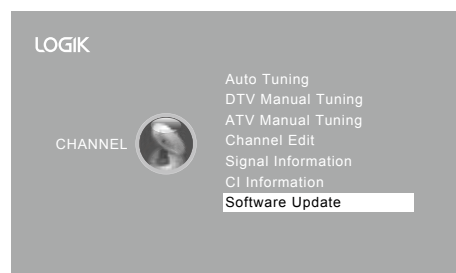 LOGIK
Auto Tuning
DTV Manual Tuning
ATV Manual Tuning
CHANNEL
Channel Edit
Signal Information
CI Information
Software Update